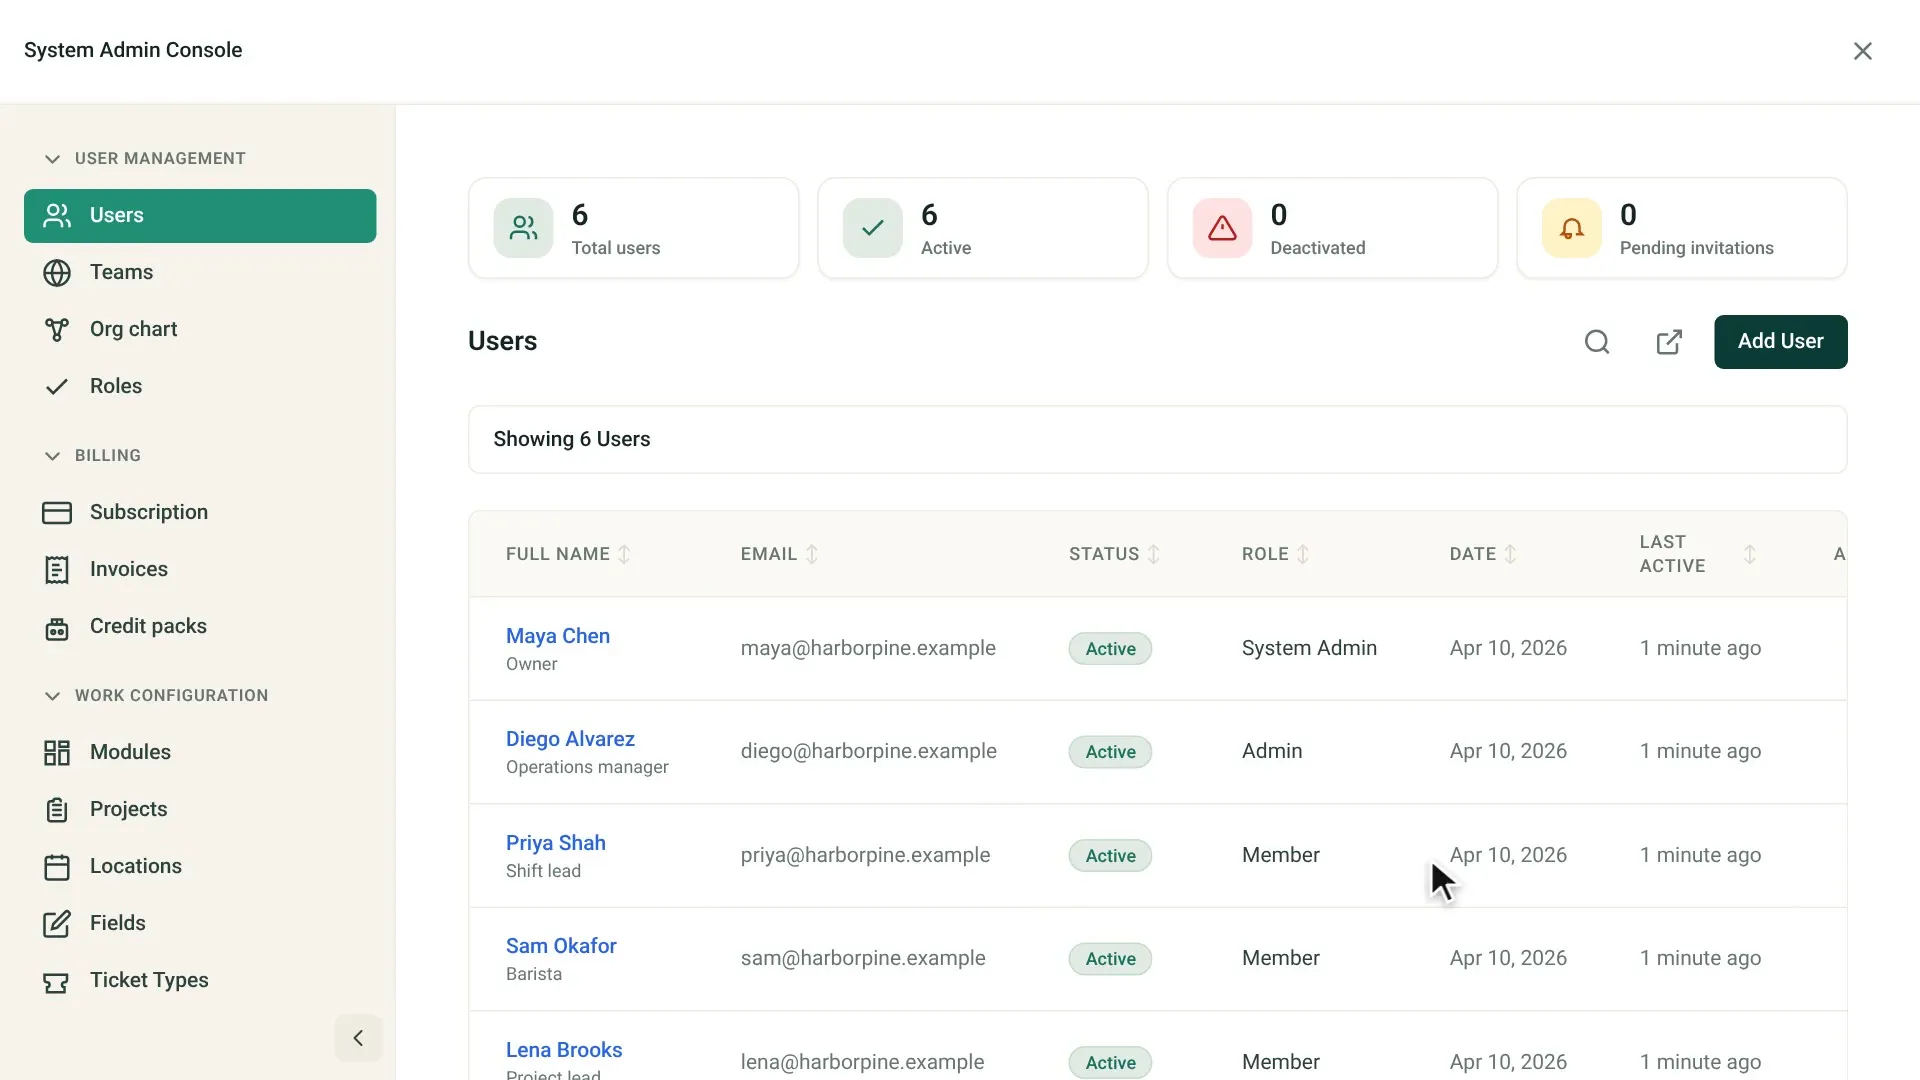 System Admin Console
USER MANAGEMENT
Users
Teams
Org chart
Roles
BILLING
Subscription
Invoices
Credit packs
WORK CONFIGURATION
Modules
Projects
Locations
Fields
Ticket Types
6
Total users
6
Active
0
Deactivated
0
Pending invitations
Users
Add User
Showing 6 Users
FULL NAME EMAIL STATUS ROLE DATE LAST ACTIVE A
Maya Chen
Owner
maya@harborpine.example Active System Admin Apr 10, 2026 1 minute ago
Diego Alvarez
Operations manager
diego@harborpine.example Active Admin Apr 10, 2026 1 minute ago
Priya Shah
Shift lead
priya@harborpine.example Active Member Apr 10, 2026 1 minute ago
Sam Okafor
Barista
sam@harborpine.example Active Member Apr 10, 2026 1 minute ago
Lena Brooks
Project lead
lena@harborpine.example Active Member Apr 10, 2026 1 minute ago